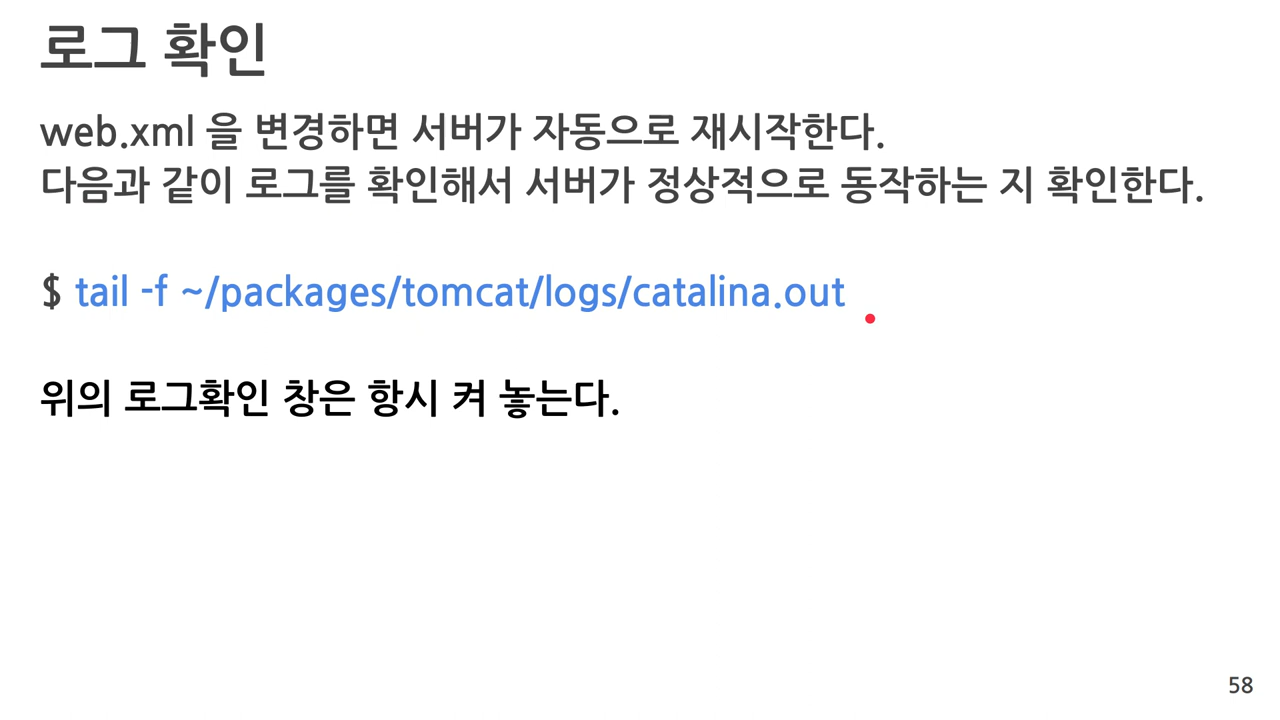 로그 확인
web.xml 을 변경하면 서버가 자동으로 재시작한다.
다음과 같이 로그를 확인해서 서버가 정상적으로 동작하는 지 확인한다.
$ tail -f ~/packages/tomcat/logs/catalina.out
위의 로그확인 창은 항시 켜 놓는다.
58